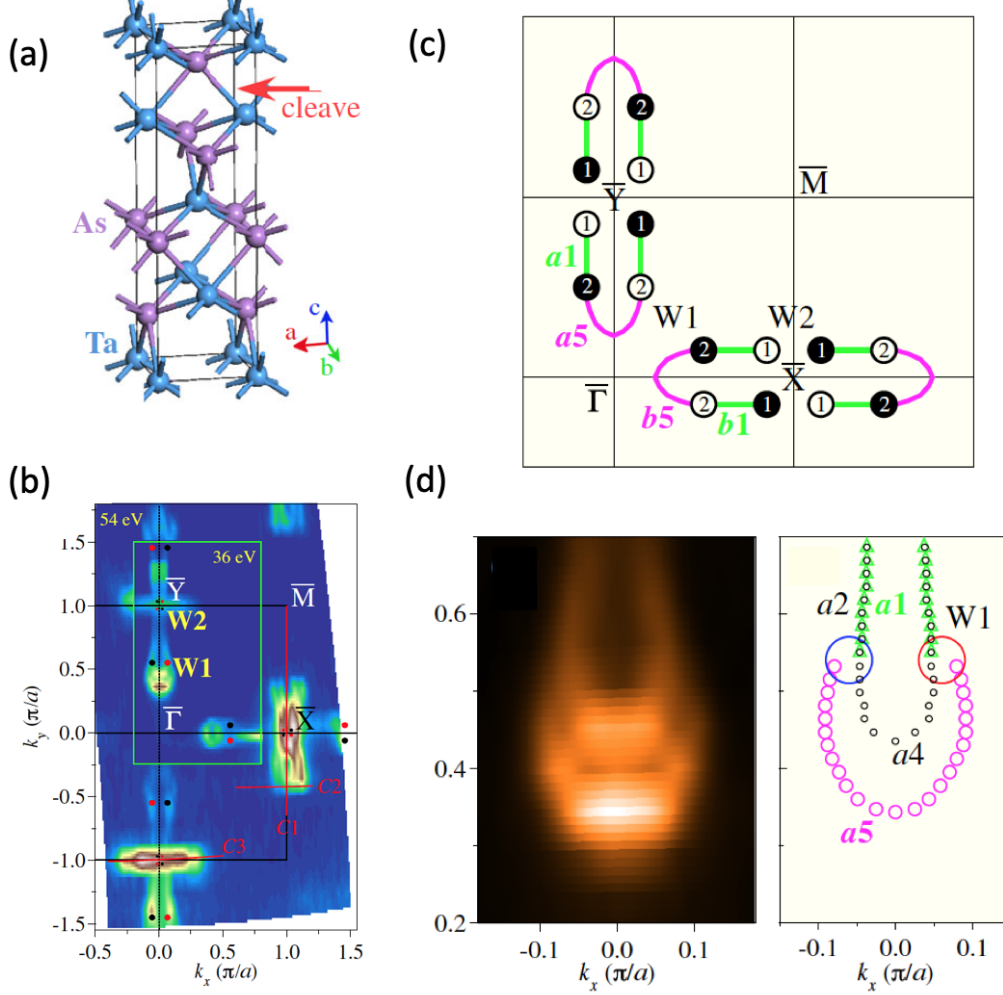 (a)
cleave
As
Ta
c
a
b
(c)
2
2
1
1
Y
M
1
1
a1
2
2
a5
W1
W2
2
1
1
2
X
Γ
2
1
1
2
b5
b1
(b)
54 eV
36 eV
1.5
1.0
0.5
0.0
-0.5
-1.0
-1.5
Y
M
W2
W1
Γ
X
C2
C1
C3
k_y (π/a)
-0.5
0.0
0.5
1.0
1.5
k_x (π/a)
(d)
0.6
0.4
0.2
-0.1
0.0
0.1
k_x (π/a)
a2
a1
W1
a4
a5
-0.1
0.0
0.1
k_x (π/a)